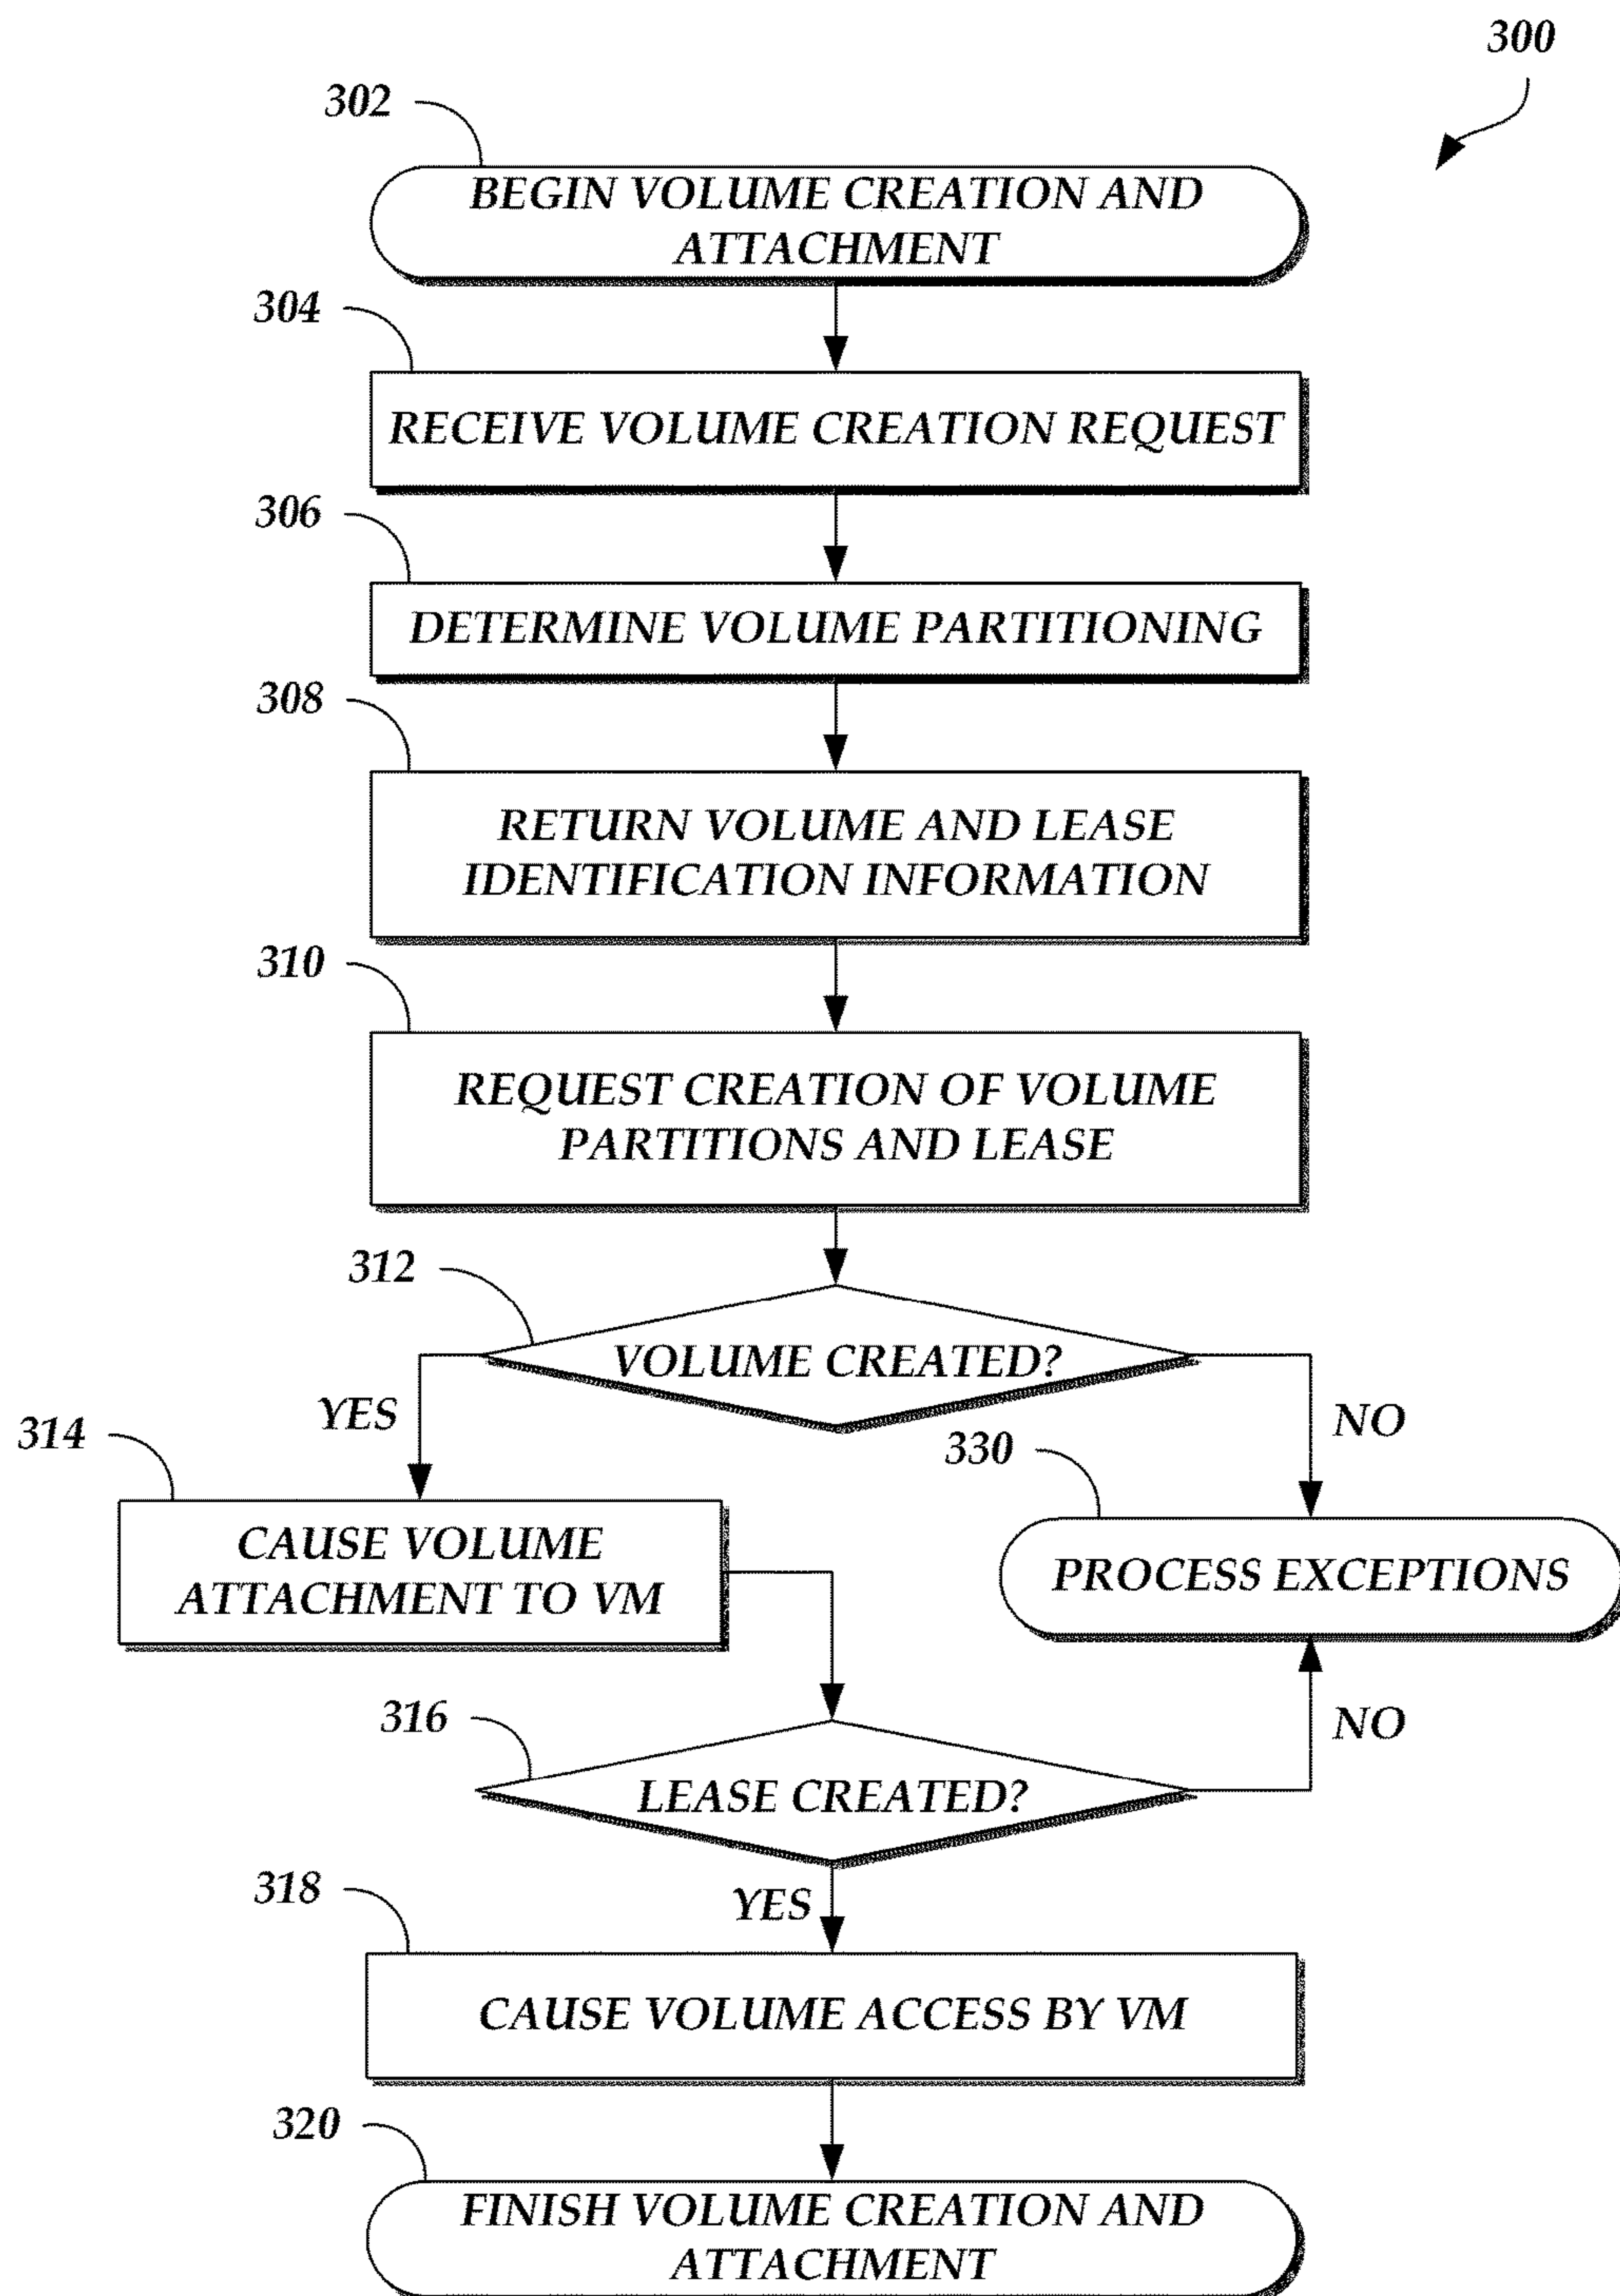 300
302
BEGIN VOLUME CREATION AND
ATTACHMENT
304
RECEIVE VOLUME CREATION REQUEST
306
DETERMINE VOLUME PARTITIONING
308
RETURN VOLUME AND LEASE
IDENTIFICATION INFORMATION
310
REQUEST CREATION OF VOLUME
PARTITIONS AND LEASE
312
VOLUME CREATED?
YES
NO
314
CAUSE VOLUME
ATTACHMENT TO VM
330
PROCESS EXCEPTIONS
316
LEASE CREATED?
NO
YES
318
CAUSE VOLUME ACCESS BY VM
320
FINISH VOLUME CREATION AND
ATTACHMENT